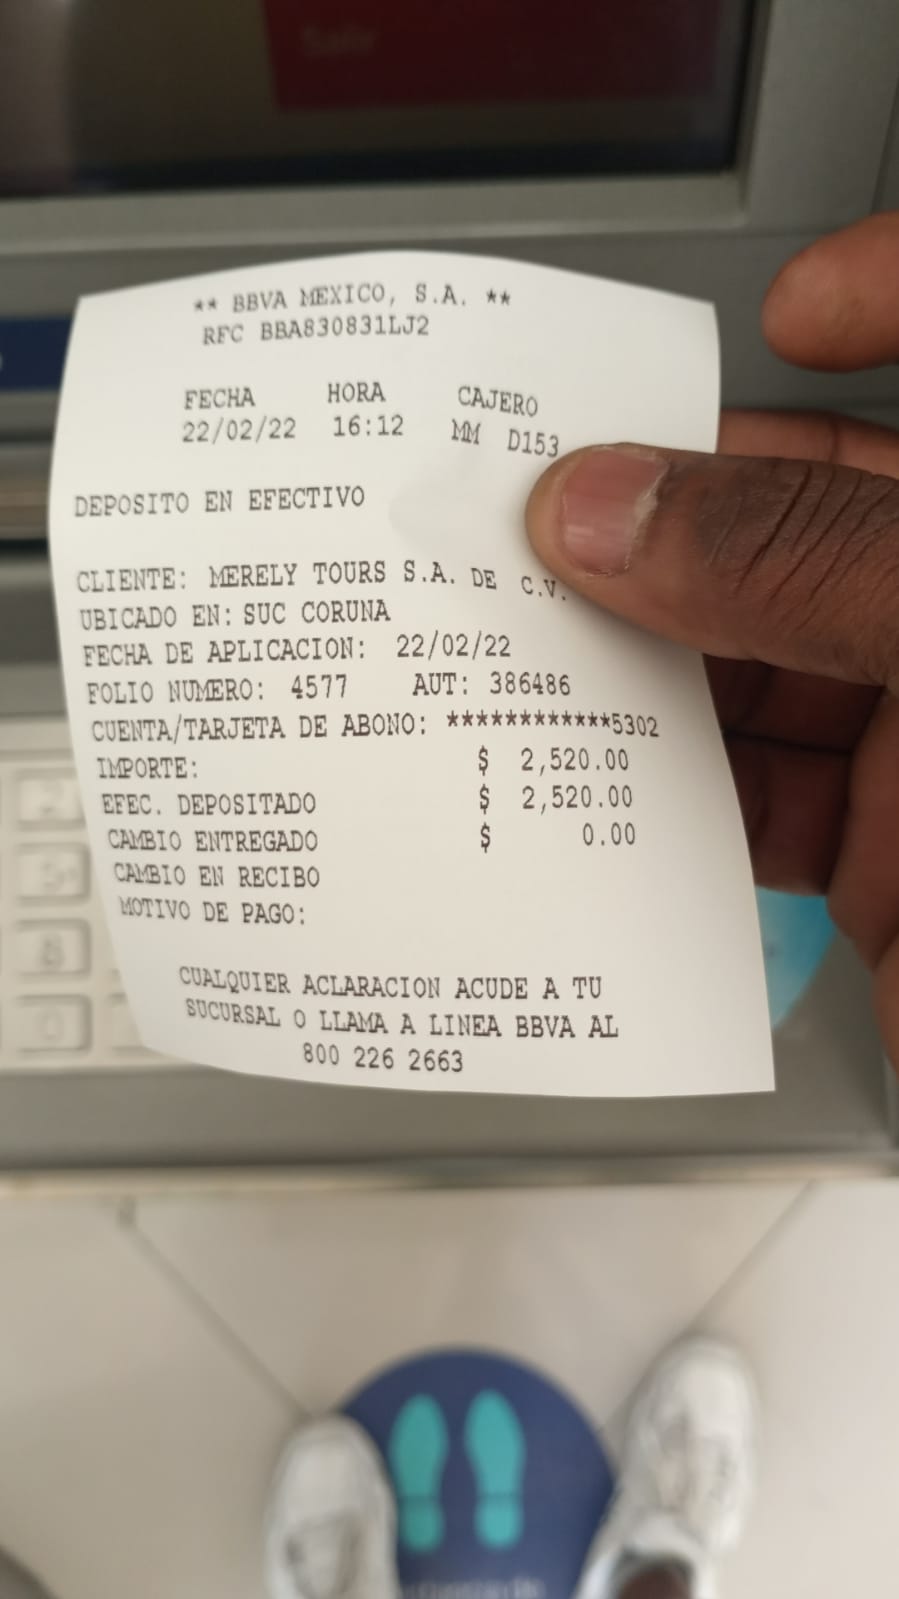 Salir
** BBVA MEXICO, S.A. **
RFC BBA830831LJ2
FECHA HORA CAJERO
22/02/22 16:12 MM D153
DEPOSITO EN EFECTIVO
CLIENTE: MERELY TOURS S.A. DE C.V.
UBICADO EN: SUC CORUNA
FECHA DE APLICACION: 22/02/22
FOLIO NUMERO: 4577 AUT: 386486
CUENTA/TARJETA DE ABONO: ************5302
IMPORTE: $ 2,520.00
EFEC. DEPOSITADO $ 2,520.00
CAMBIO ENTREGADO $ 0.00
CAMBIO EN RECIBO
MOTIVO DE PAGO:
CUALQUIER ACLARACION ACUDE A TU
SUCURSAL O LLAMA A LINEA BBVA AL
800 226 2663